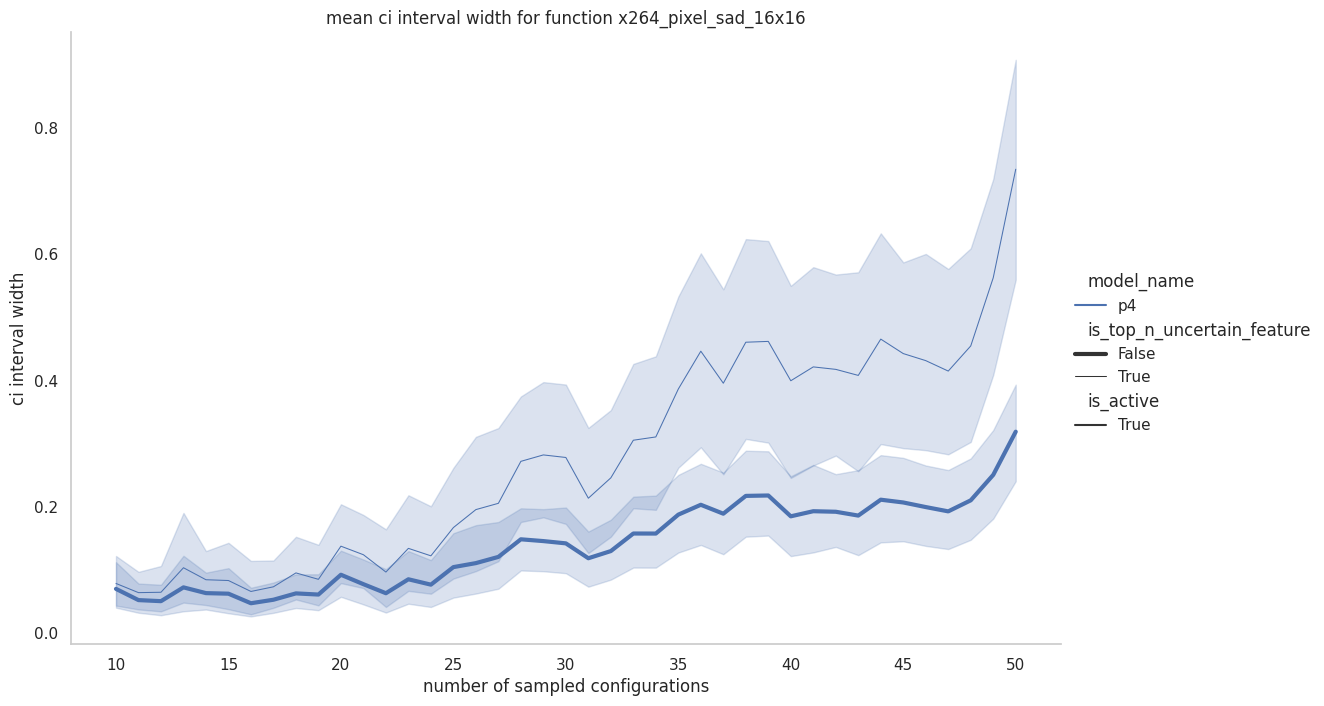 mean ci interval width for function x264_pixel_sad_16x16
ci interval width
0.8
0.6
0.4
0.2
0.0
10 15 20 25 30 35 40 45 50
number of sampled configurations
model_name
p4
is_top_n_uncertain_feature
False
True
is_active
True